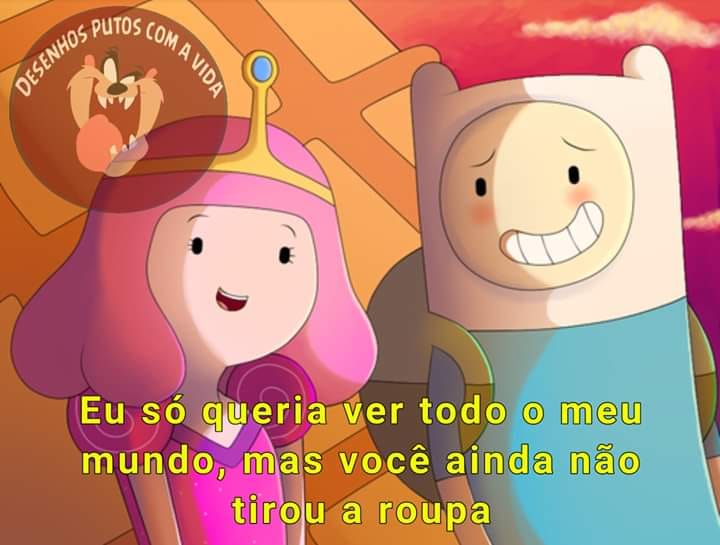 DESENHOS PUTOS COM A VIDA
Eu só queria ver todo o meu
mundo, mas você ainda não
tirou a roupa